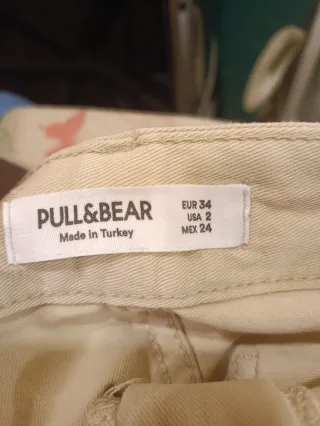 PULL&BEAR
Made in Turkey
EUR 34
USA 2
MEX 24